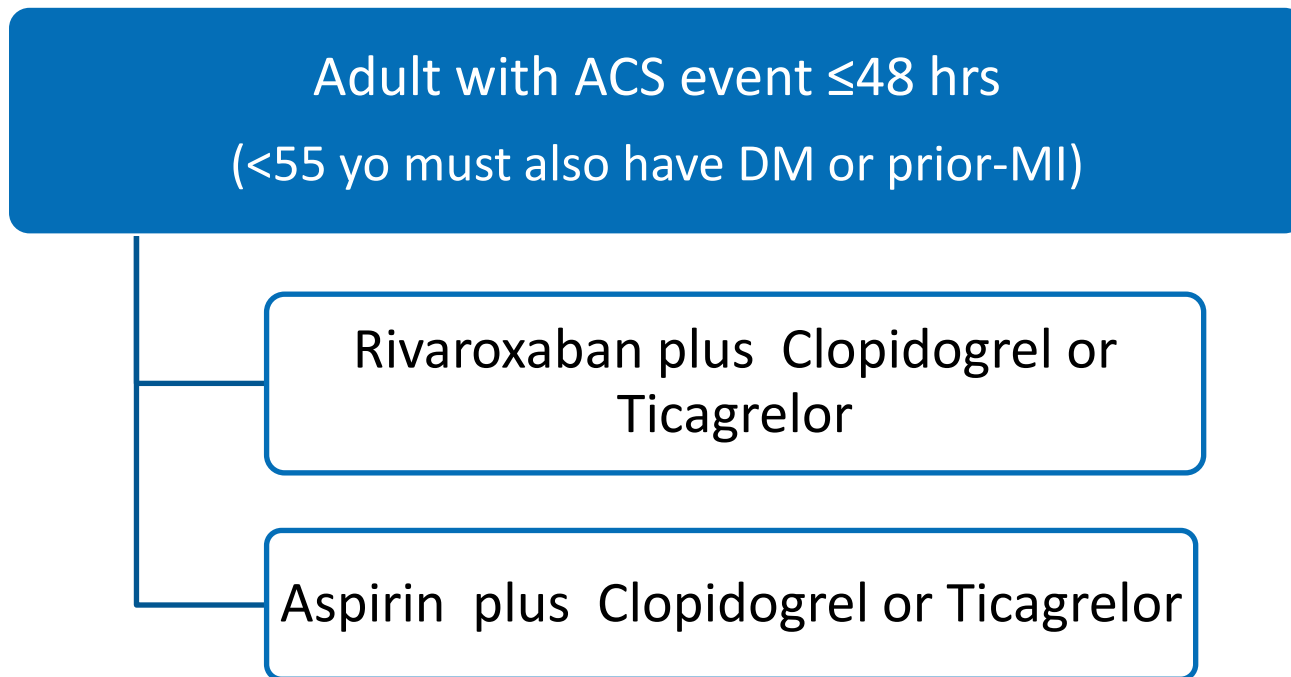 Adult with ACS event ≤48 hrs
(<55 yo must also have DM or prior-MI)
Rivaroxaban plus  Clopidogrel or
Ticagrelor
Aspirin  plus  Clopidogrel or Ticagrelor